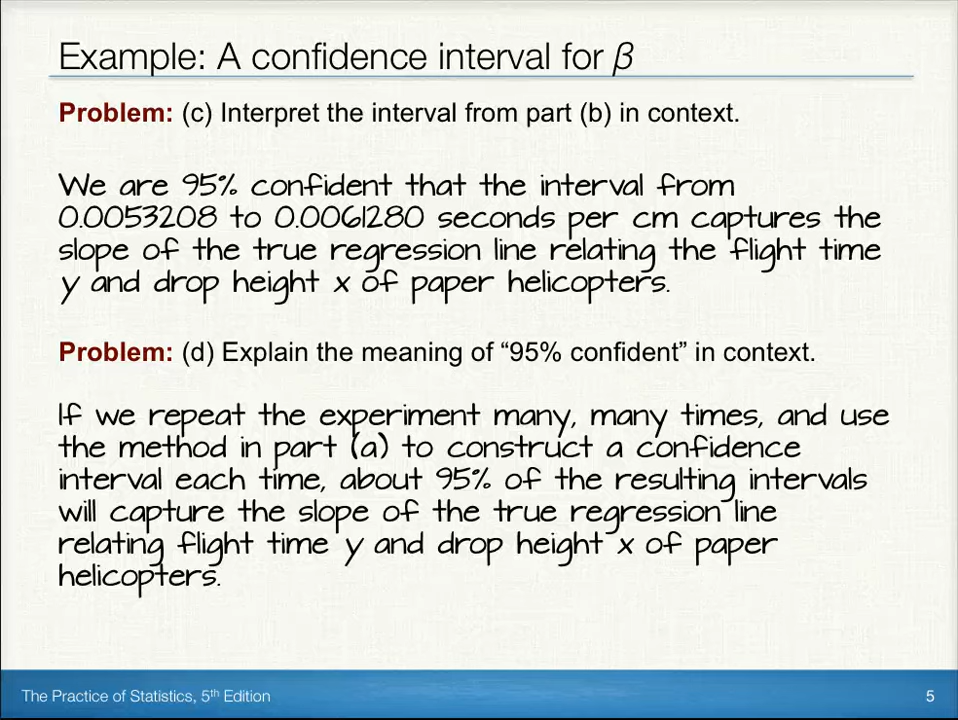 Example: A confidence interval for β
Problem: (c) Interpret the interval from part (b) in context.
We are 95% confident that the interval from
0.0053208 to 0.0061280 seconds per cm captures the
slope of the true regression line relating the flight time
y and drop height x of paper helicopters.
Problem: (d) Explain the meaning of “95% confident” in context.
If we repeat the experiment many, many times, and use
the method in part (a) to construct a confidence
interval each time, about 95% of the resulting intervals
will capture the slope of the true regression line
relating flight time y and drop height x of paper
helicopters.
The Practice of Statistics, 5th Edition
5